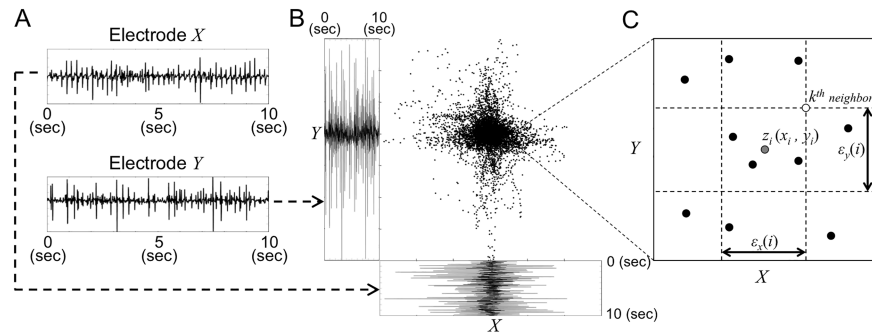 A
Electrode X
0 5 10
(sec) (sec) (sec)
Electrode Y
0 5 10
(sec) (sec) (sec)
B
0 10
(sec) (sec)
Y
0 (sec)
10 (sec)
X
C
kth neighbor
zi(xi , yi)
εy(i)
εx(i)
Y
X